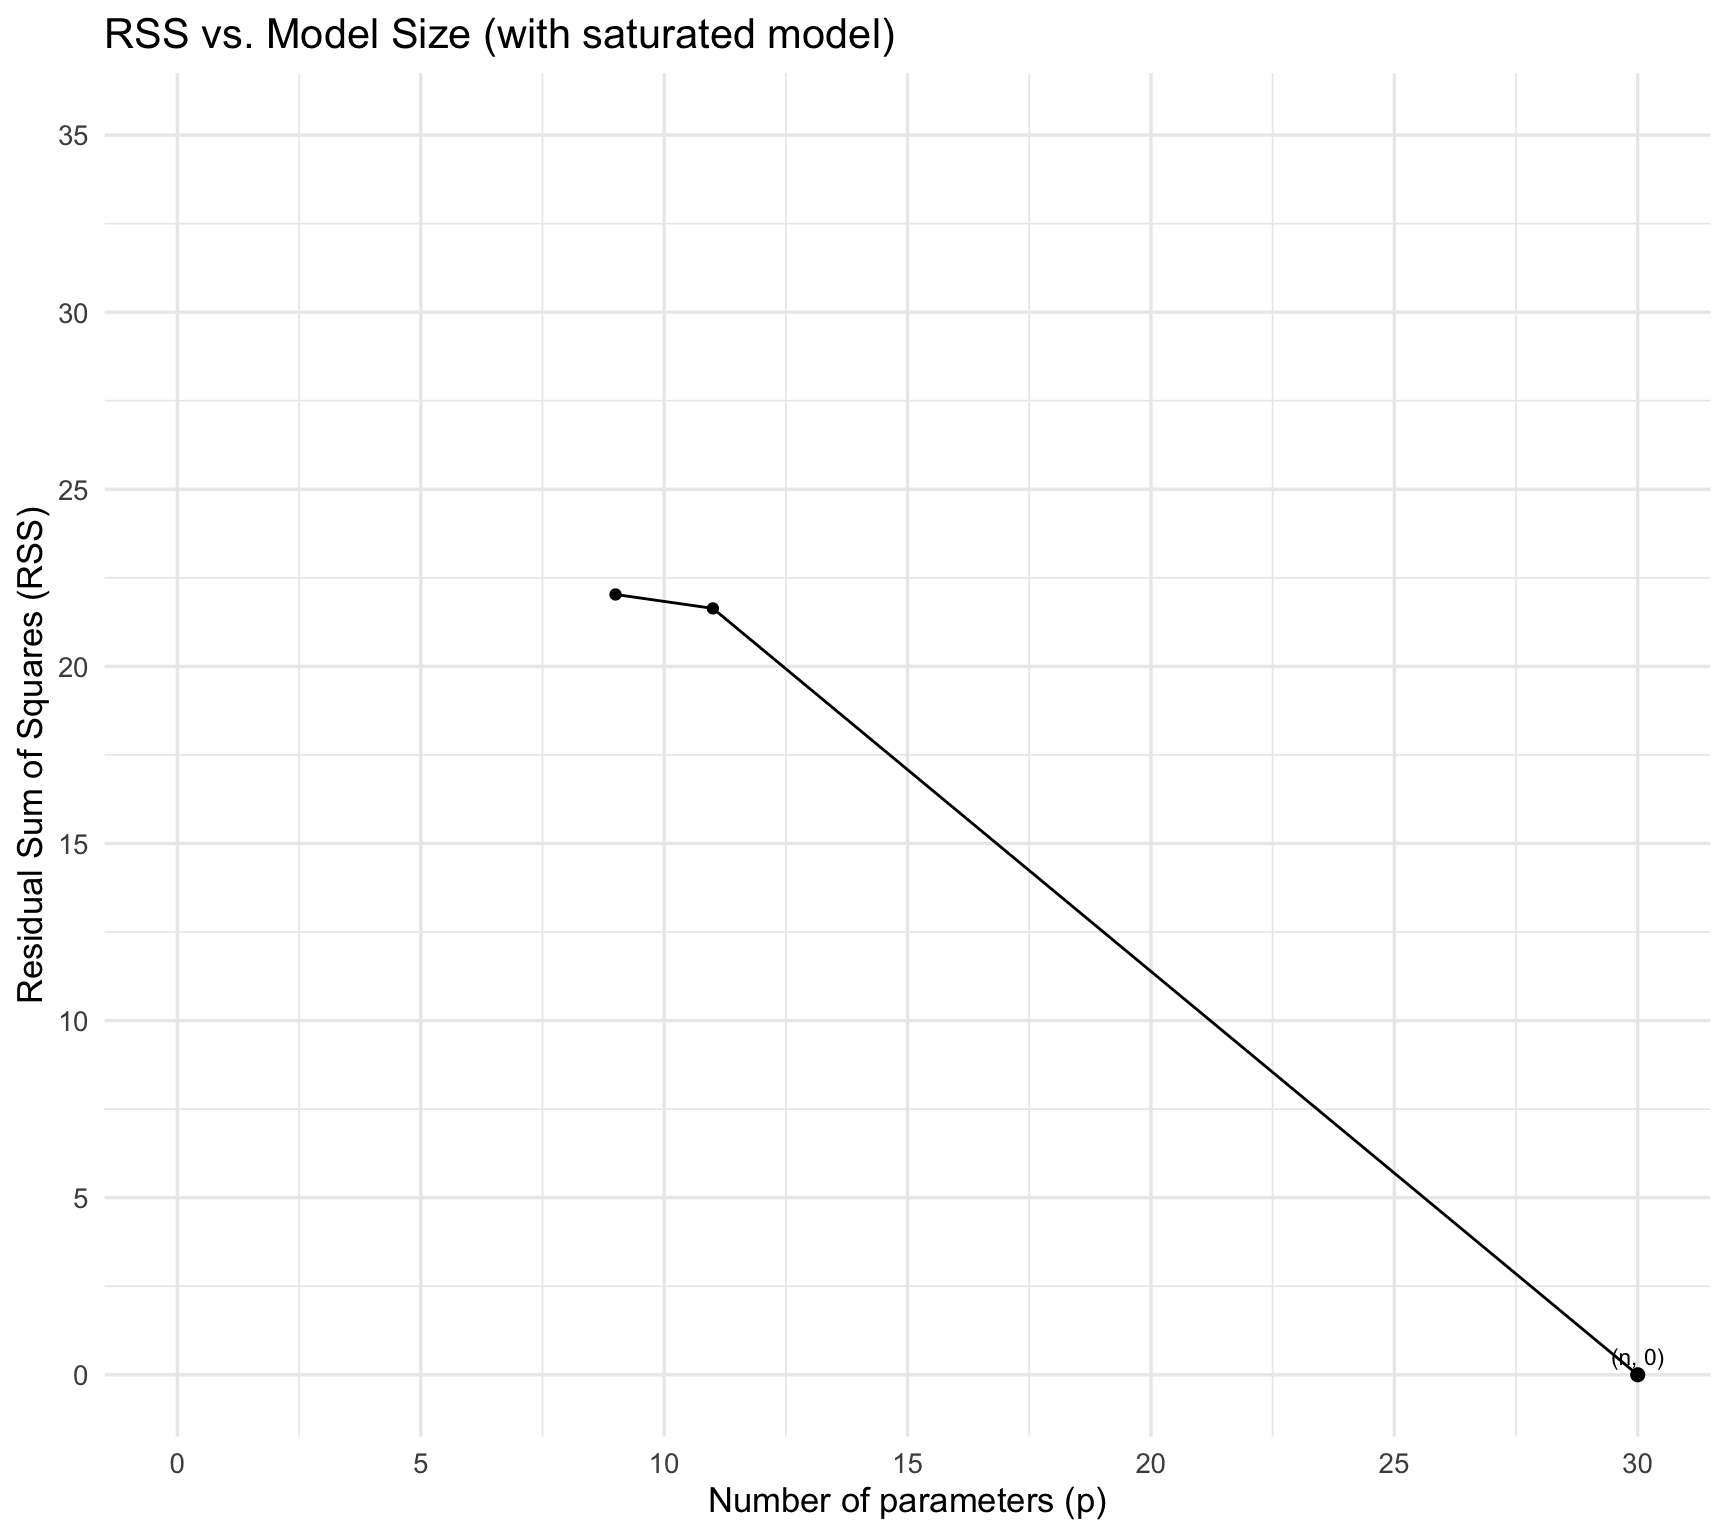 RSS vs. Model Size (with saturated model)
Residual Sum of Squares (RSS)
35
30
25
20
15
10
5
0
(n, 0)
0 5 10 15 20 25 30
Number of parameters (p)